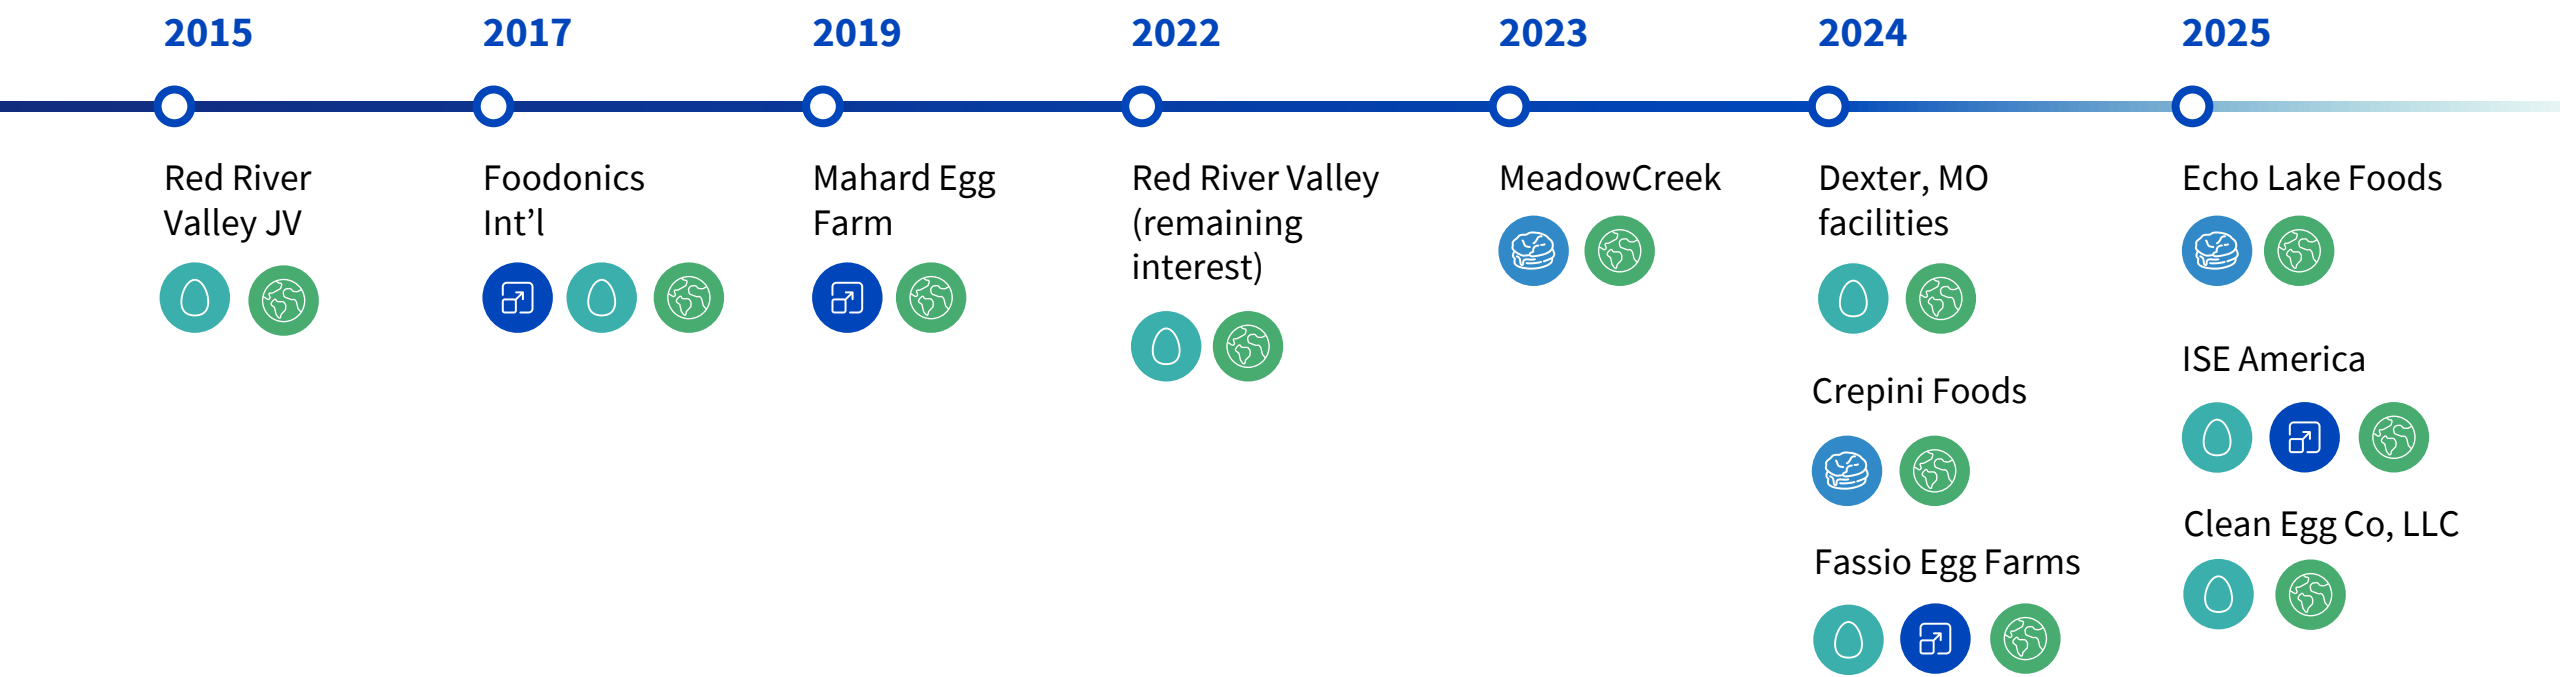 2015
2017
2019
2022
2023
2024
2025
Red River
Valley JV
Foodonics
Int’l
Mahard Egg
Farm
Red River Valley
(remaining
interest)
MeadowCreek
Dexter, MO
facilities
Crepini Foods
Fassio Egg Farms
Echo Lake Foods
ISE America
Clean Egg Co, LLC